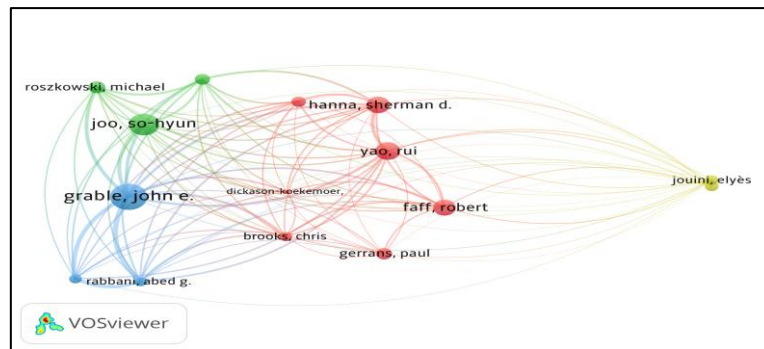 roszkowski, michael
hanna, sherman d.
joo, so-hyun
yao, rui
jouini, elyès
dickason-koekemoer,
grable, john e.
faff, robert
brooks, chris
gerrans, paul
rabbani, abed g.
VOSviewer